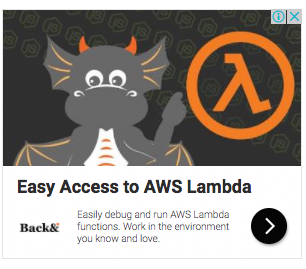 λ
Easy Access to AWS Lambda
Back&
Easily debug and run AWS Lambda
functions. Work in the environment
you know and love.